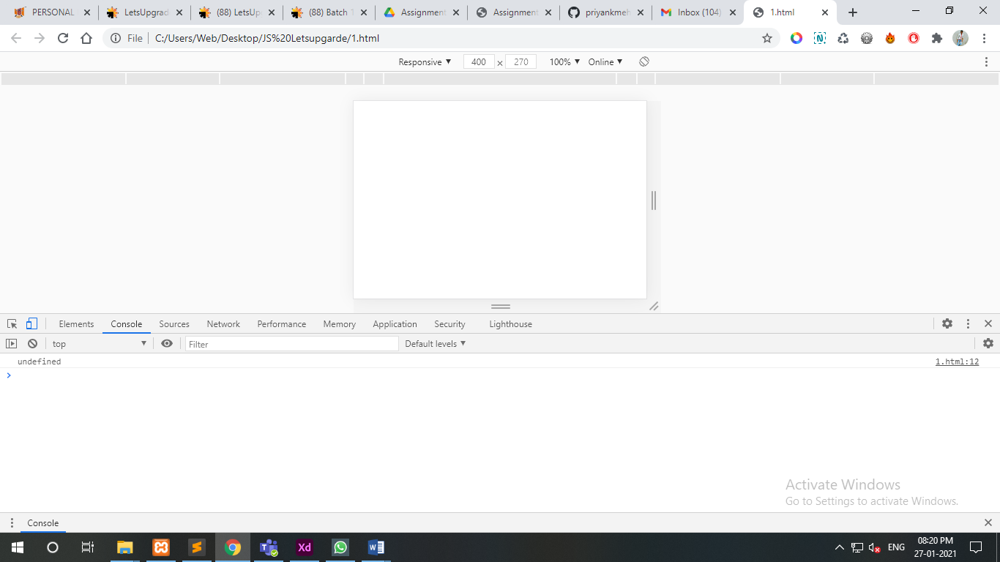 PERSONAL LetsUpgrad (88) LetsUp (88) Batch 1 Assignment Assignment priyankmeh Inbox (104) 1.html
File C:/Users/Web/Desktop/JS%20Letsupgarde/1.html
Responsive 400 x 270 100% Online
Elements Console Sources Network Performance Memory Application Security Lighthouse
top Filter Default levels
undefined 1.html:12
Activate Windows
Go to Settings to activate Windows.
Console
ENG 08:20 PM
27-01-2021